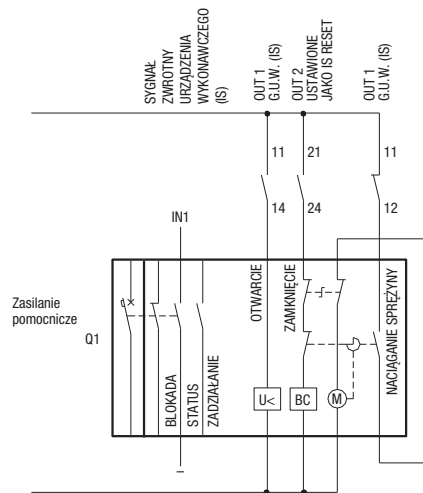 SYGNAŁ
ZWROTNY
URZĄDZENIA
WYKONAWCZEGO
(IS)
OUT 1
G.U.W. (IS)
OUT 2
USTAWIONE
JAKO IS RESET
OUT 1
G.U.W. (IS)
11
21
11
14
24
12
IN1
Zasilanie
pomocnicze
Q1
BLOKADA
STATUS
ZADZIAŁANIE
OTWARCIE
ZAMKNIĘCIE
NACIĄGANIE SPRĘŻYNY
U<
BC
M